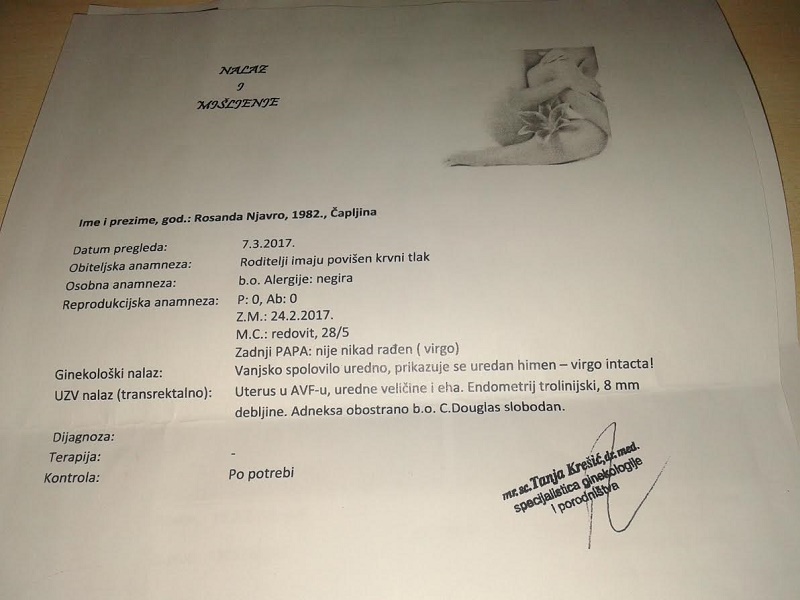 NALAZ
I
MIŠLJENJE
Ime i prezime, god.: Rosanda Njavro, 1982., Čapljina
Datum pregleda: 7.3.2017.
Obiteljska anamneza: Roditelji imaju povišen krvni tlak
Osobna anamneza: b.o. Alergije: negira
Reprodukcijska anamneza: P: 0, Ab: 0
Z.M.: 24.2.2017.
M.C.: redovit, 28/5
Zadnji PAPA: nije nikad rađen ( virgo)
Ginekološki nalaz: Vanjsko spolovilo uredno, prikazuje se uredan himen – virgo intacta!
UZV nalaz (transrektalno): Uterus u AVF-u, uredne veličine i eha. Endometrij trolinijski, 8 mm
debljine. Adneksa obostrano b.o. C.Douglas slobodan.
Dijagnoza:
Terapija: -
Kontrola: Po potrebi
mr.sc.Tanja Krešić,dr.med.
specijalistica ginekologije
i porodništva